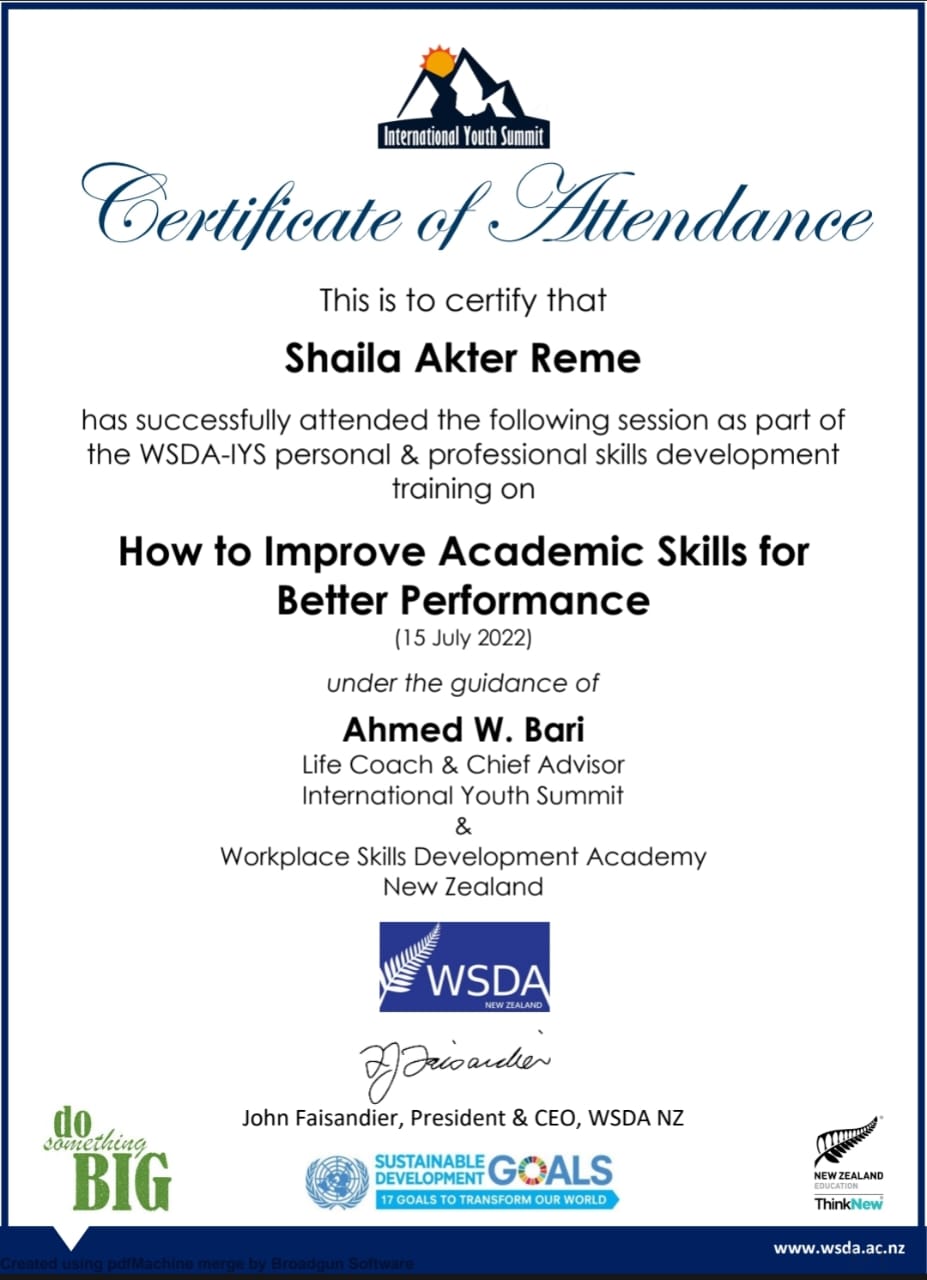 International Youth Summit
Certificate of Attendance
This is to certify that
Shaila Akter Reme
has successfully attended the following session as part of
the WSDA-IYS personal & professional skills development
training on
How to Improve Academic Skills for
Better Performance
(15 July 2022)
under the guidance of
Ahmed W. Bari
Life Coach & Chief Advisor
International Youth Summit
&
Workplace Skills Development Academy
New Zealand
WSDA
NEW ZEALAND
John Faisandier, President & CEO, WSDA NZ
do
something
BIG
SUSTAINABLE
DEVELOPMENT GOALS
17 GOALS TO TRANSFORM OUR WORLD
NEW ZEALAND
EDUCATION
ThinkNew
www.wsda.ac.nz
Created using pdfMachine merge by Broadgun Software